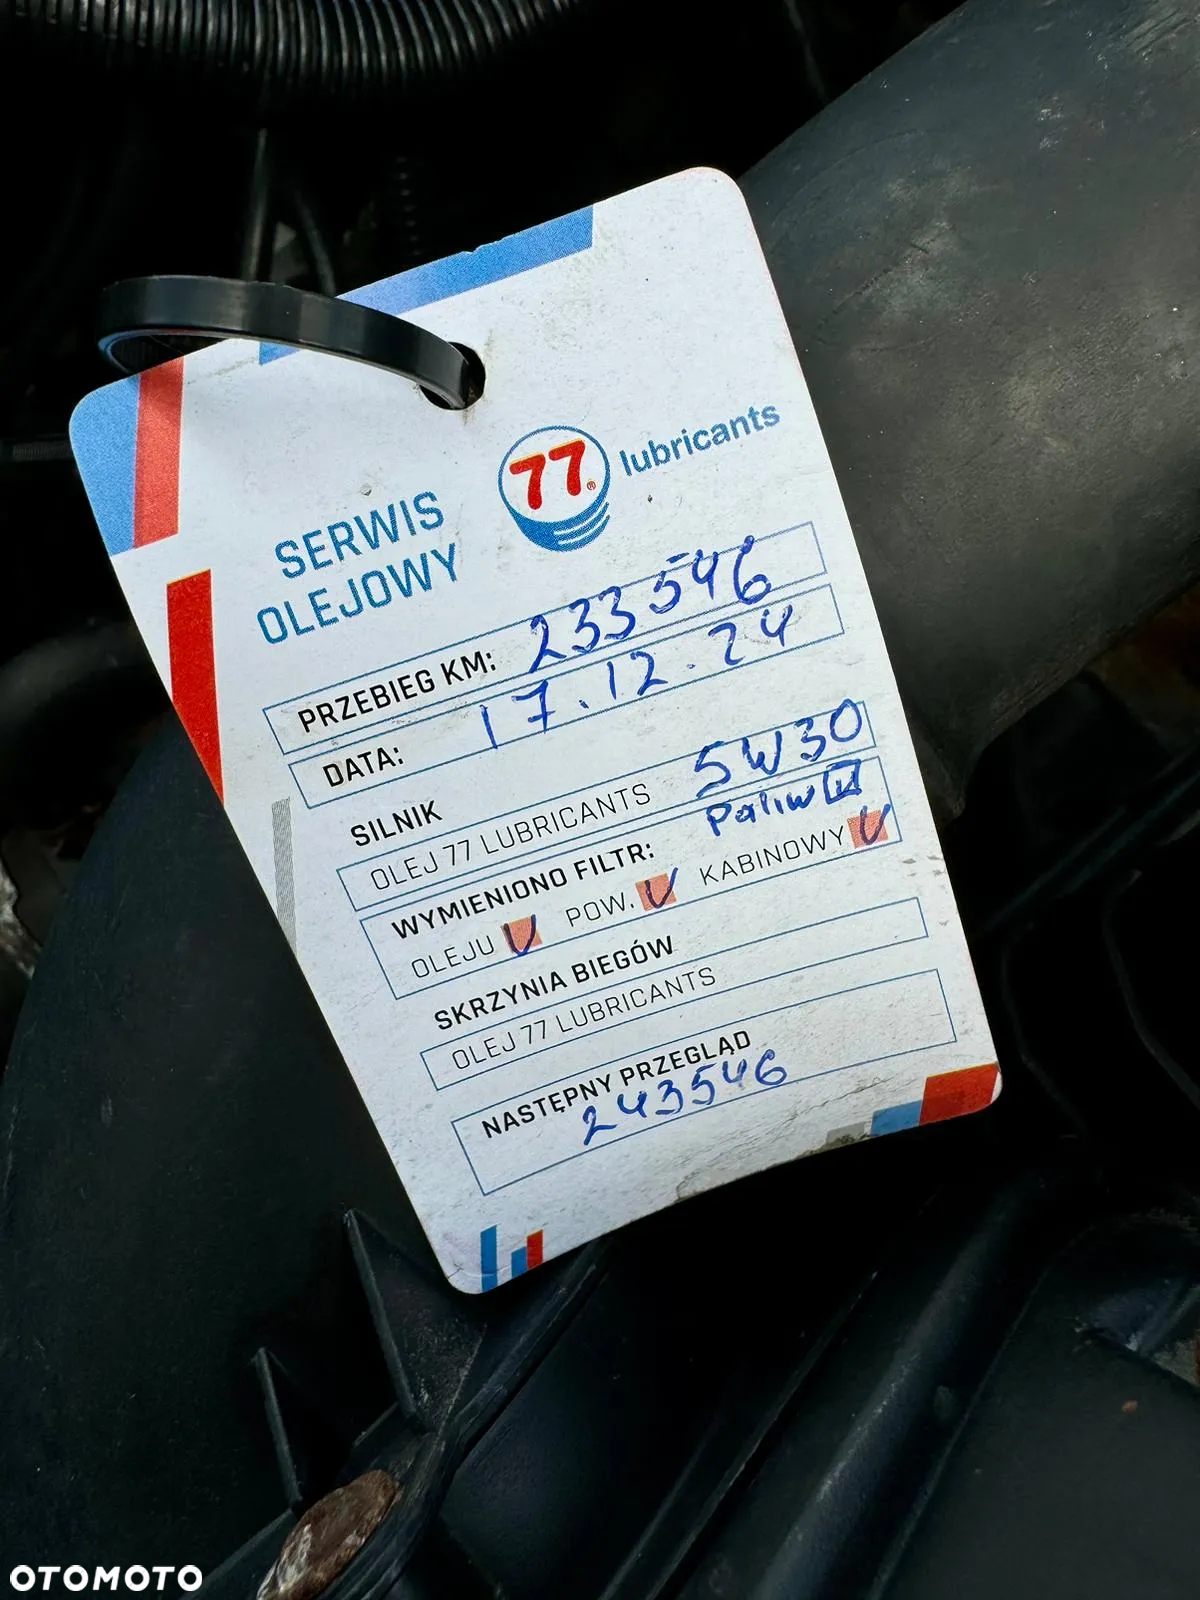 77® lubricants
SERWIS
OLEJOWY
PRZEBIEG KM: 233546
DATA: 17.12.24
SILNIK
OLEJ 77 LUBRICANTS 5W30
WYMIENIONO FILTR: Paliw V
OLEJU V POW. V KABINOWY V
SKRZYNIA BIEGÓW
OLEJ 77 LUBRICANTS
NASTĘPNY PRZEGLĄD
243546
OTOMOTO